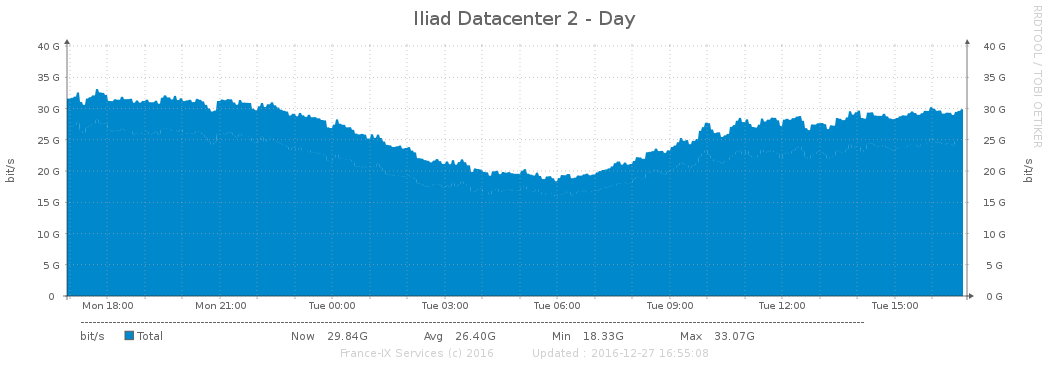 Iliad Datacenter 2 - Day
RRDTOOL / TOBI OETIKER
40 G 40 G
35 G 35 G
30 G 30 G
25 G 25 G
20 G 20 G
15 G 15 G
10 G 10 G
5 G 5 G
0 0 G
bit/s
bit/s
Mon 18:00 Mon 21:00 Tue 00:00 Tue 03:00 Tue 06:00 Tue 09:00 Tue 12:00 Tue 15:00
bit/s Total Now 29.84G Avg 26.40G Min 18.33G Max 33.07G
France-IX Services (c) 2016 Updated : 2016-12-27 16:55:08